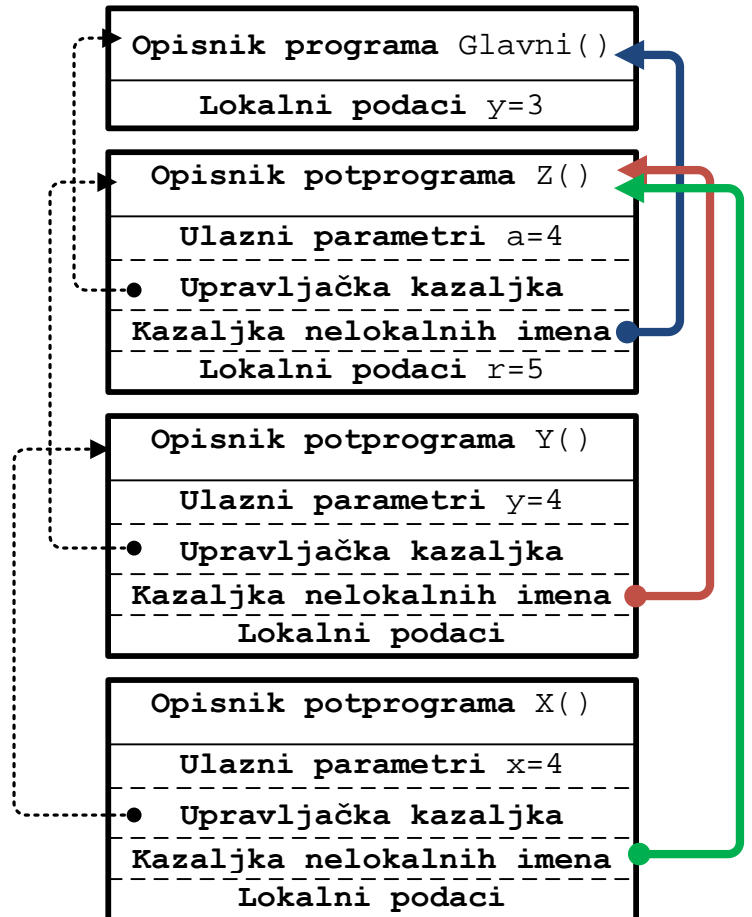 Opisnik programa Glavni()
Lokalni podaci y=3
Opisnik potprograma Z()
Ulazni parametri a=4
Upravljačka kazaljka
Kazaljka nelokalnih imena
Lokalni podaci r=5
Opisnik potprograma Y()
Ulazni parametri y=4
Upravljačka kazaljka
Kazaljka nelokalnih imena
Lokalni podaci
Opisnik potprograma X()
Ulazni parametri x=4
Upravljačka kazaljka
Kazaljka nelokalnih imena
Lokalni podaci